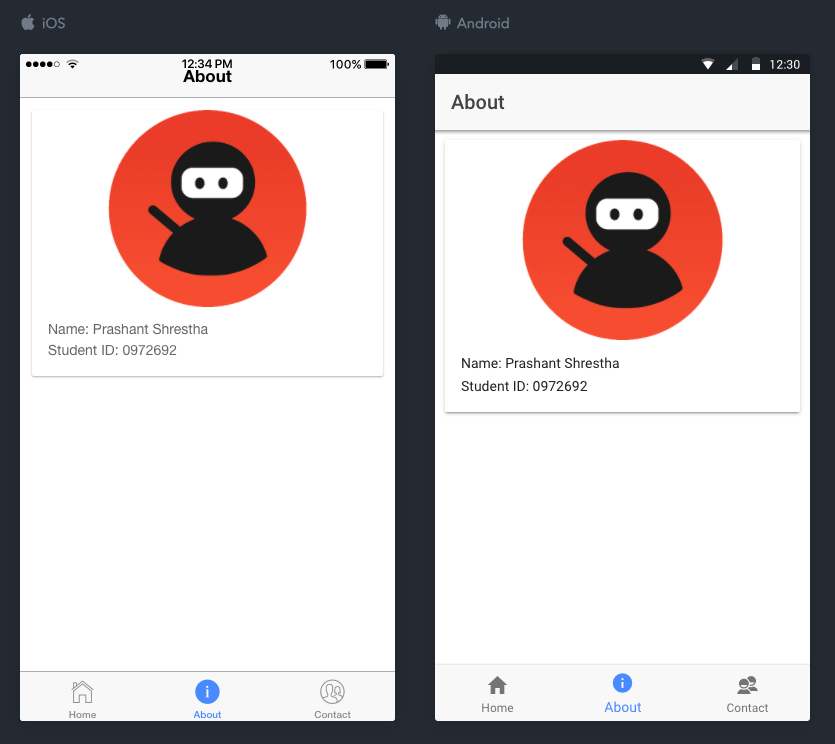 iOS
12:34 PM
100%
About
Name: Prashant Shrestha
Student ID: 0972692
Home
About
Contact
Android
12:30
About
Name: Prashant Shrestha
Student ID: 0972692
Home
About
Contact